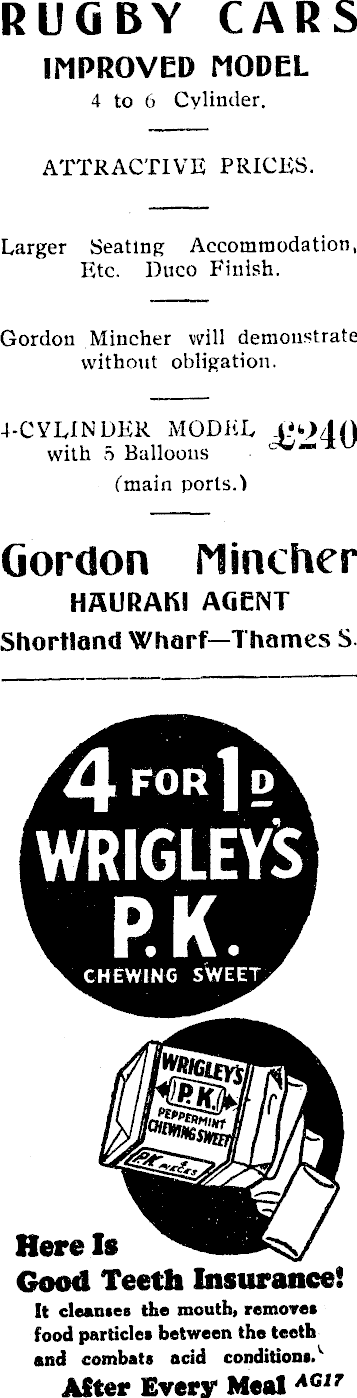 RUGBY CARS
IMPROVED MODEL
4 to 6 Cylinder.
ATTRACTIVE PRICES.
Larger Seating Accommodation,
Etc. Duco Finish.
Gordon Mincher will demonstrate
without obligation.
4-CYLINDER MODEL £240
with 5 Balloons
(main ports.)
Gordon Mincher
HAURAKI AGENT
Shortland Wharf—Thames S.
4 FOR 1D
WRIGLEY'S
P.K.
CHEWING SWEET
WRIGLEY'S
P.K.
PEPPERMINT
CHEWING SWEET
P.K. 4 PIECES
Here Is
Good Teeth Insurance!
It cleanses the mouth, removes
food particles between the teeth
and combats acid conditions.
After Every Meal AG17